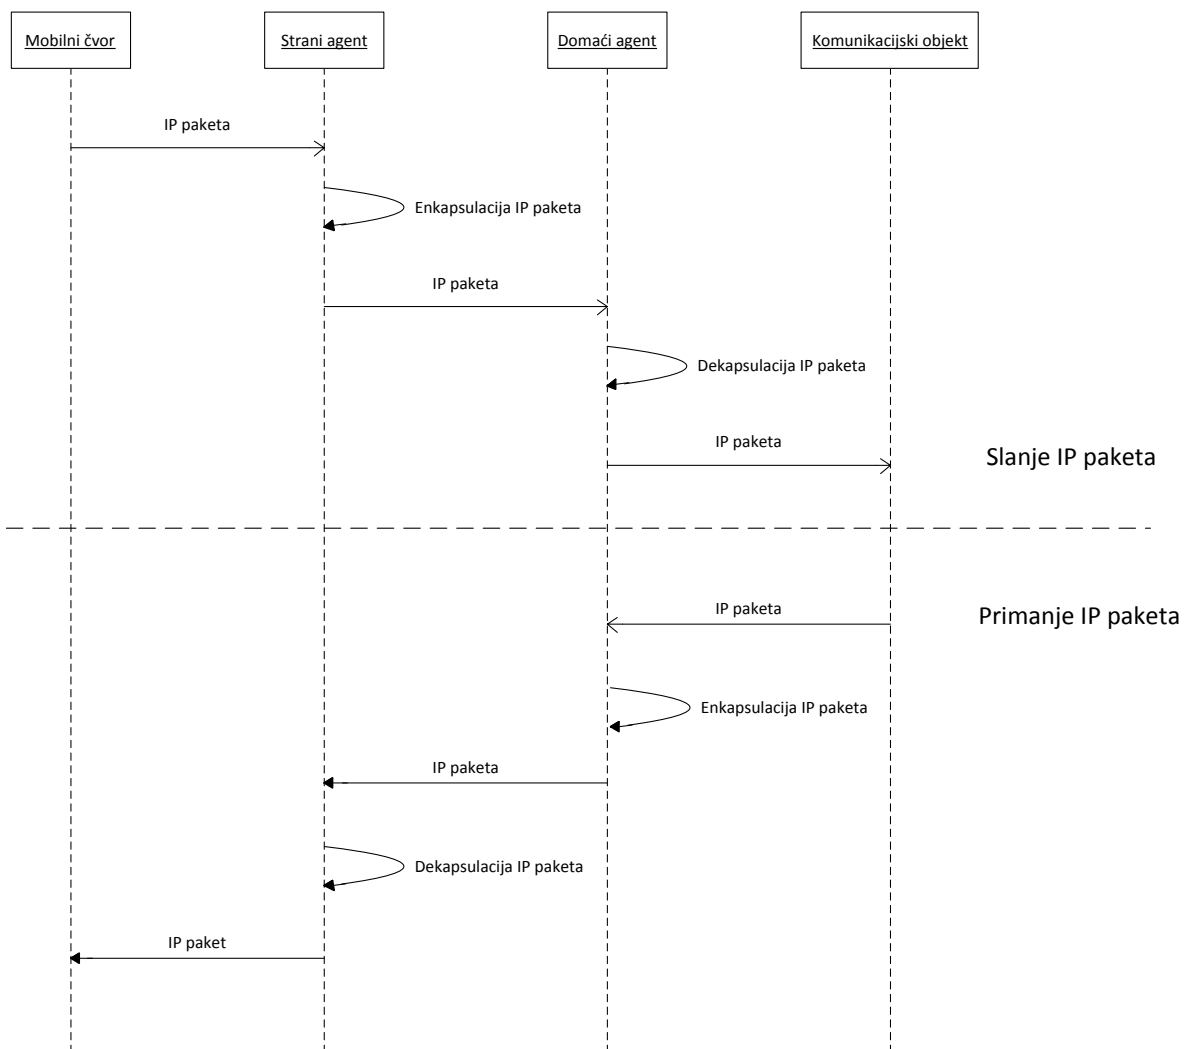 Mobilni čvor
Strani agent
Domaći agent
Komunikacijski objekt
IP paketa
Enkapsulacija IP paketa
IP paketa
Dekapsulacija IP paketa
IP paketa
Slanje IP paketa
IP paketa
Primanje IP paketa
Enkapsulacija IP paketa
IP paketa
Dekapsulacija IP paketa
IP paket